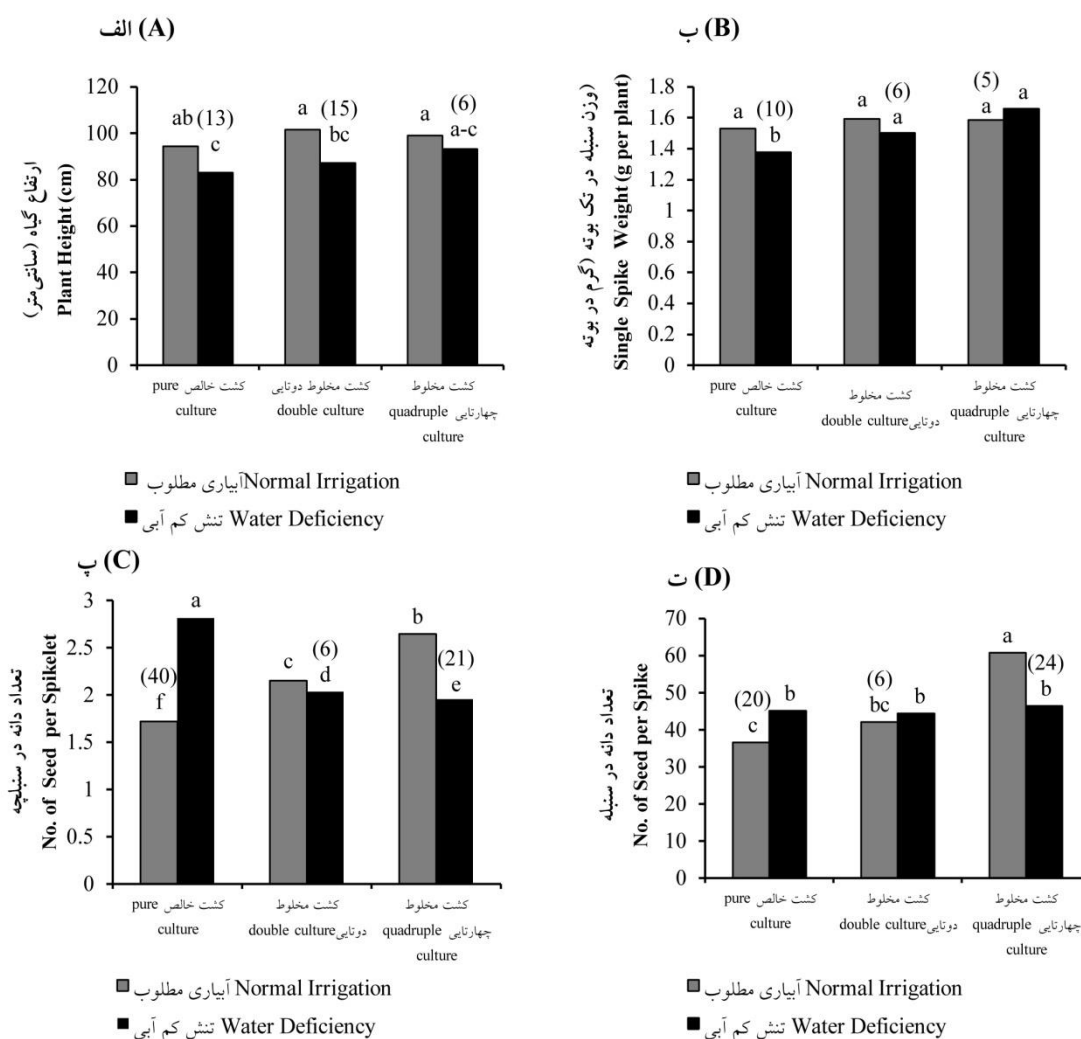 الف (A)
120
100
80
60
40
20
0
ارتفاع گیاه (سانتی‌متر)
Plant Height (cm)
ab (13)
c
a (15)
bc
a (6)
a-c
کشت خالص pure
culture
کشت مخلوط دوتایی
double culture
کشت مخلوط
چهارتایی quadruple
culture
آبیاری مطلوب Normal Irrigation
تنش کم آبی Water Deficiency
ب (B)
1.8
1.6
1.4
1.2
1
0.8
0.6
0.4
0.2
0
وزن سنبله در تک بوته (گرم در بوته)
Single Spike Weight (g per plant)
a (10)
b
a (6)
a
(5)
a
a
کشت خالص pure
culture
کشت مخلوط
دوتایی double culture
کشت مخلوط
چهارتایی quadruple
culture
آبیاری مطلوب Normal Irrigation
تنش کم آبی Water Deficiency
پ (C)
3
2.5
2
1.5
1
0.5
0
تعداد دانه در سنبلچه
No. of Seed per Spikelet
(40)
f
a
c
(6)
d
b
(21)
e
کشت خالص pure
culture
کشت مخلوط
دوتایی double culture
کشت مخلوط
چهارتایی quadruple
culture
آبیاری مطلوب Normal Irrigation
تنش کم آبی Water Deficiency
ت (D)
70
60
50
40
30
20
10
0
تعداد دانه در سنبله
No. of Seed per Spike
(20)
c
b
(6)
bc
b
a
(24)
b
کشت خالص pure
culture
کشت مخلوط
دوتایی double culture
کشت مخلوط
چهارتایی quadruple
culture
آبیاری مطلوب Normal Irrigation
تنش کم آبی Water Deficiency